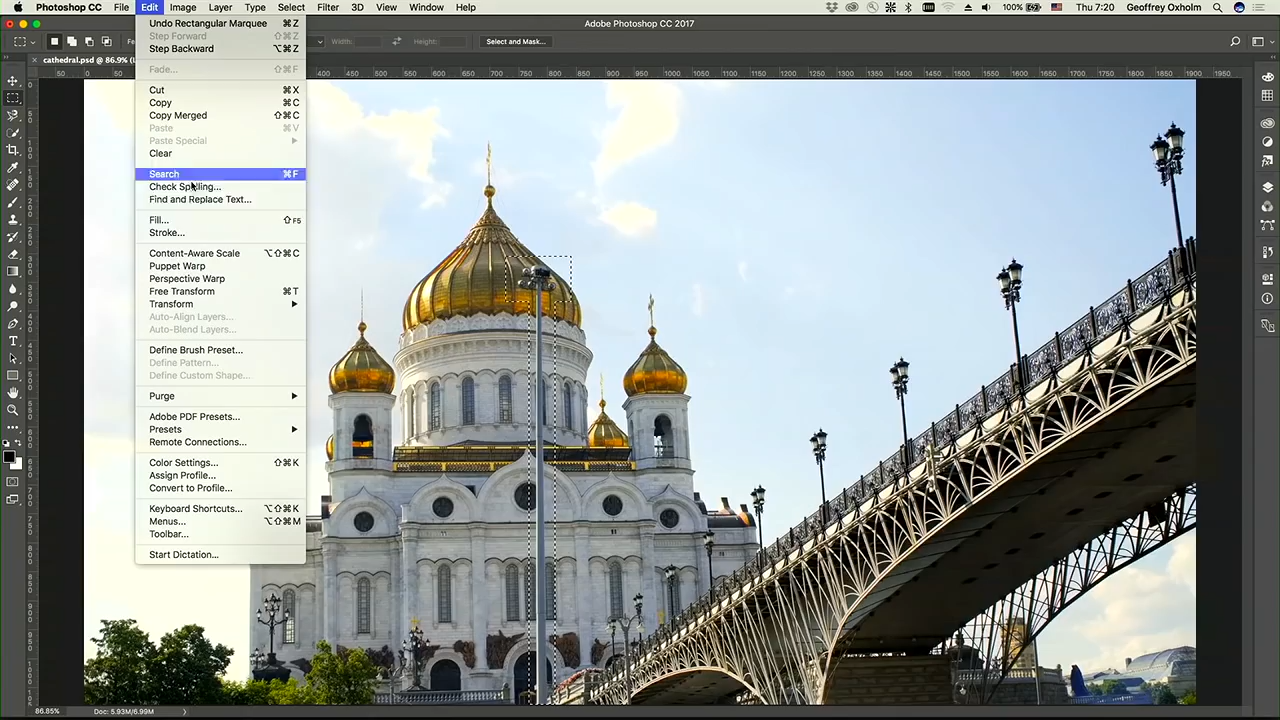 Photoshop CC File Edit Image Layer Type Select Filter 3D View Window Help 100% Thu 7:20 Geoffrey Oxholm
Adobe Photoshop CC 2017
Width: Height: Select and Mask...
cathedral.psd @ 86.9%
50 0 50 400 450 500 550 600 650 700 750 800 850 900 950 1000 1050 1100 1150 1200 1250 1300 1350 1400 1450 1500 1550 1600 1650 1700 1750 1800 1850 1900 1950
Undo Rectangular Marquee ⌘Z
Step Forward ⇧⌘Z
Step Backward ⌥⌘Z
Fade... ⇧⌘F
Cut ⌘X
Copy ⌘C
Copy Merged ⇧⌘C
Paste ⌘V
Paste Special
Clear
Search ⌘F
Check Spelling...
Find and Replace Text...
Fill... ⇧F5
Stroke...
Content-Aware Scale ⌥⇧⌘C
Puppet Warp
Perspective Warp
Free Transform ⌘T
Transform
Auto-Align Layers...
Auto-Blend Layers...
Define Brush Preset...
Define Pattern...
Define Custom Shape...
Purge
Adobe PDF Presets...
Presets
Remote Connections...
Color Settings... ⇧⌘K
Assign Profile...
Convert to Profile...
Keyboard Shortcuts... ⌥⇧⌘K
Menus... ⌥⇧⌘M
Toolbar...
Start Dictation...
86.85% Doc: 5.93M/6.99M